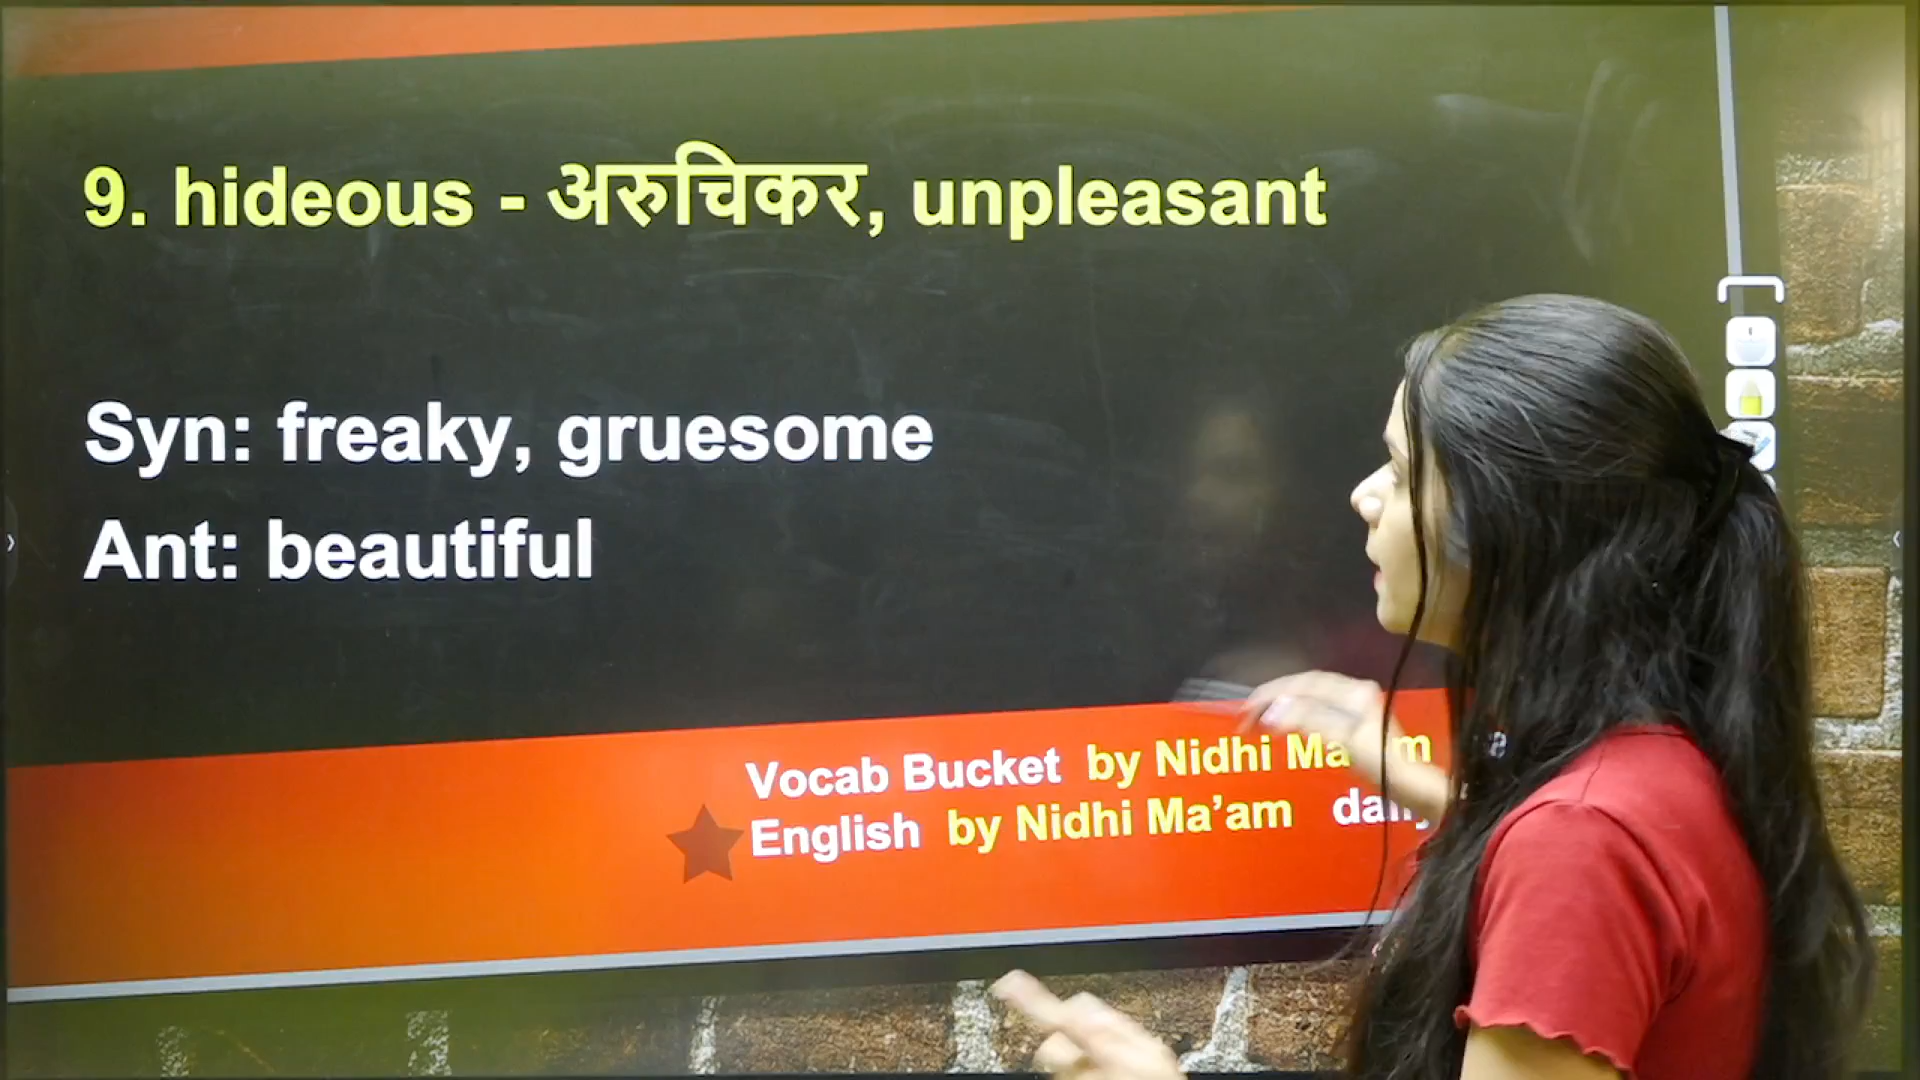 9. hideous - अरुचिकर, unpleasant
Syn: freaky, gruesome
Ant: beautiful
Vocab Bucket by Nidhi
English by Nidhi Ma’am